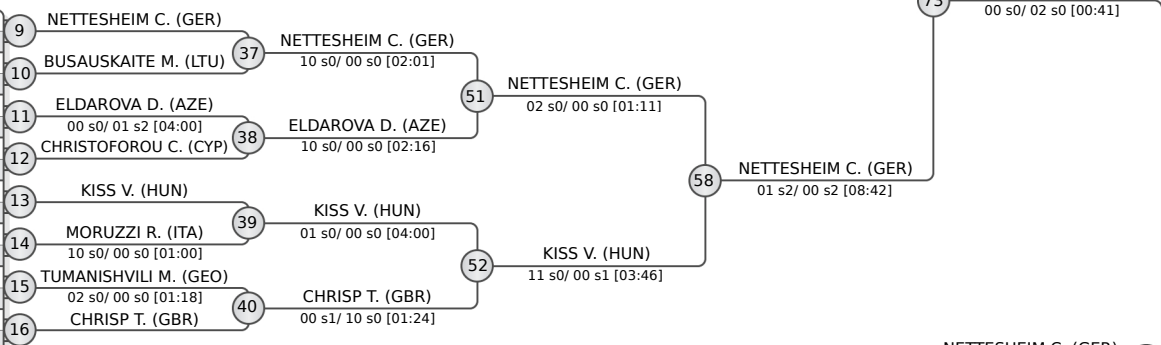 73
00 s0/ 02 s0 [00:41]
9
NETTESHEIM C. (GER)
10
BUSAUSKAITE M. (LTU)
37
NETTESHEIM C. (GER)
10 s0/ 00 s0 [02:01]
11
ELDAROVA D. (AZE)
00 s0/ 01 s2 [04:00]
12
CHRISTOFOROU C. (CYP)
38
ELDAROVA D. (AZE)
10 s0/ 00 s0 [02:16]
51
NETTESHEIM C. (GER)
02 s0/ 00 s0 [01:11]
13
KISS V. (HUN)
14
MORUZZI R. (ITA)
10 s0/ 00 s0 [01:00]
39
KISS V. (HUN)
01 s0/ 00 s0 [04:00]
15
TUMANISHVILI M. (GEO)
02 s0/ 00 s0 [01:18]
16
CHRISP T. (GBR)
40
CHRISP T. (GBR)
00 s1/ 10 s0 [01:24]
52
KISS V. (HUN)
11 s0/ 00 s1 [03:46]
58
NETTESHEIM C. (GER)
01 s2/ 00 s2 [08:42]
NETTESHEIM C. (GER)